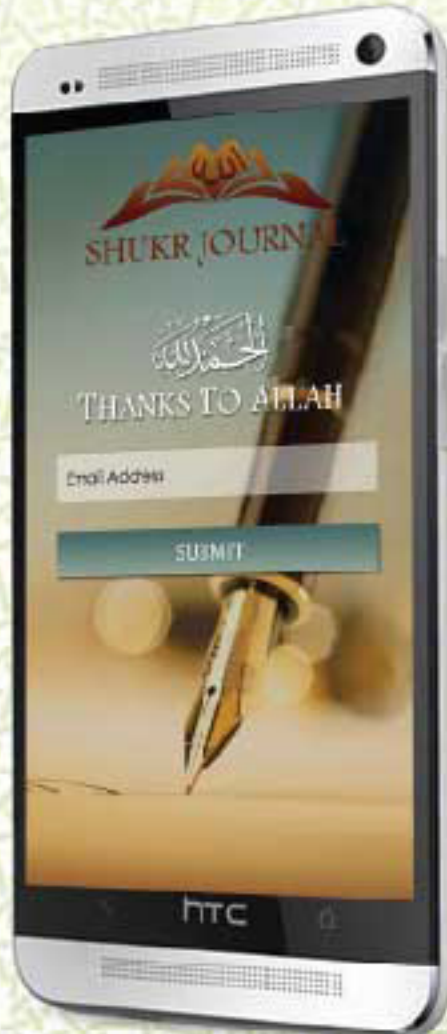 SHUKR JOURNAL
الحمد لله
THANKS TO ALLAH
Email Address
SUBMIT
hTC